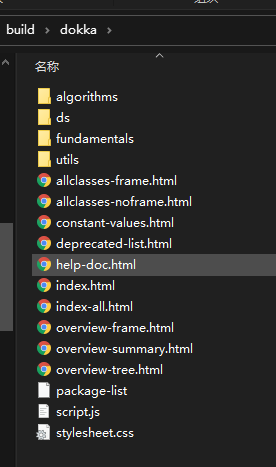 build > dokka >
名称
algorithms
ds
fundamentals
utils
allclasses-frame.html
allclasses-noframe.html
constant-values.html
deprecated-list.html
help-doc.html
index.html
index-all.html
overview-frame.html
overview-summary.html
overview-tree.html
package-list
script.js
stylesheet.css